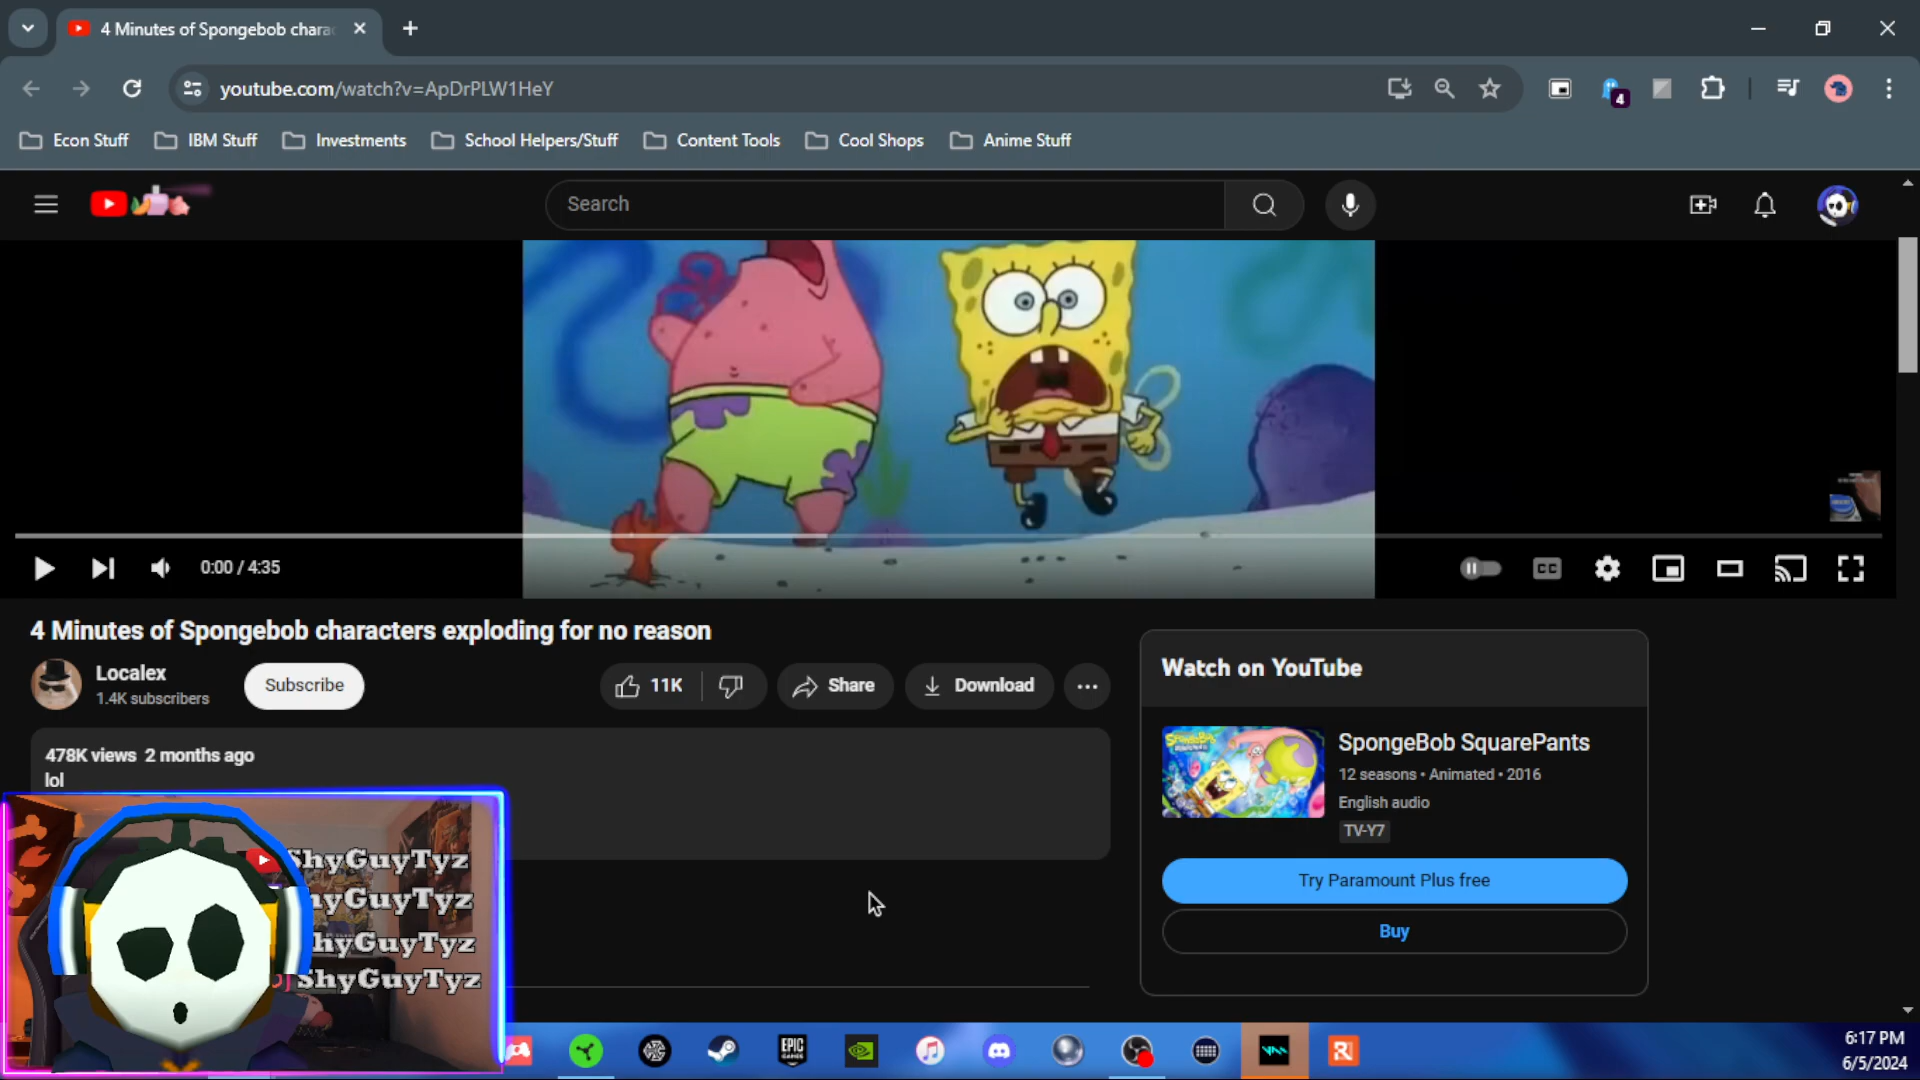 4 Minutes of Spongebob chara
youtube.com/watch?v=ApDrPLW1HeY
4
Econ Stuff
IBM Stuff
Investments
School Helpers/Stuff
Content Tools
Cool Shops
Anime Stuff
Search
0:00 / 4:35
CC
4 Minutes of Spongebob characters exploding for no reason
Localex
1.4K subscribers
Subscribe
11K
Share
Download
478K views 2 months ago
lol
Watch on YouTube
SpongeBob SquarePants
12 seasons • Animated • 2016
English audio
TV-Y7
Try Paramount Plus free
Buy
ShyGuyTyz
hyGuyTyz
hyGuyTyz
ShyGuyTyz
EPIC
GAMES
6:17 PM
6/5/2024